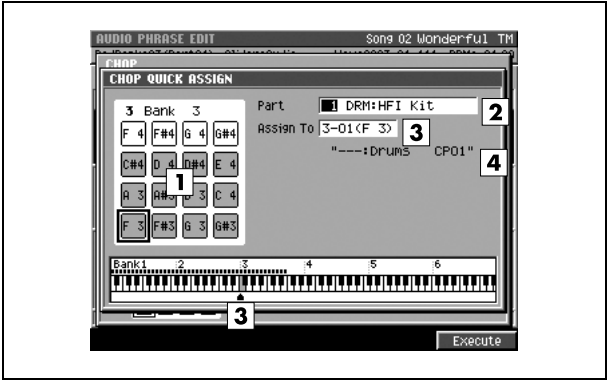 AUDIO PHRASE EDIT Song 02 Wonderful TM
CHOP
CHOP QUICK ASSIGN
3 Bank 3
Part 1 DRM:HFI Kit
2
Assign To 3-01(F 3)
3
"---:Drums CP01"
4
F 4 F#4 G 4 G#4
C#4 D 4 D#4 E 4
1
A 3 A#3 3 C 4
F 3 F#3 G 3 G#3
Bank1 2 3 4 5 6
3
Execute